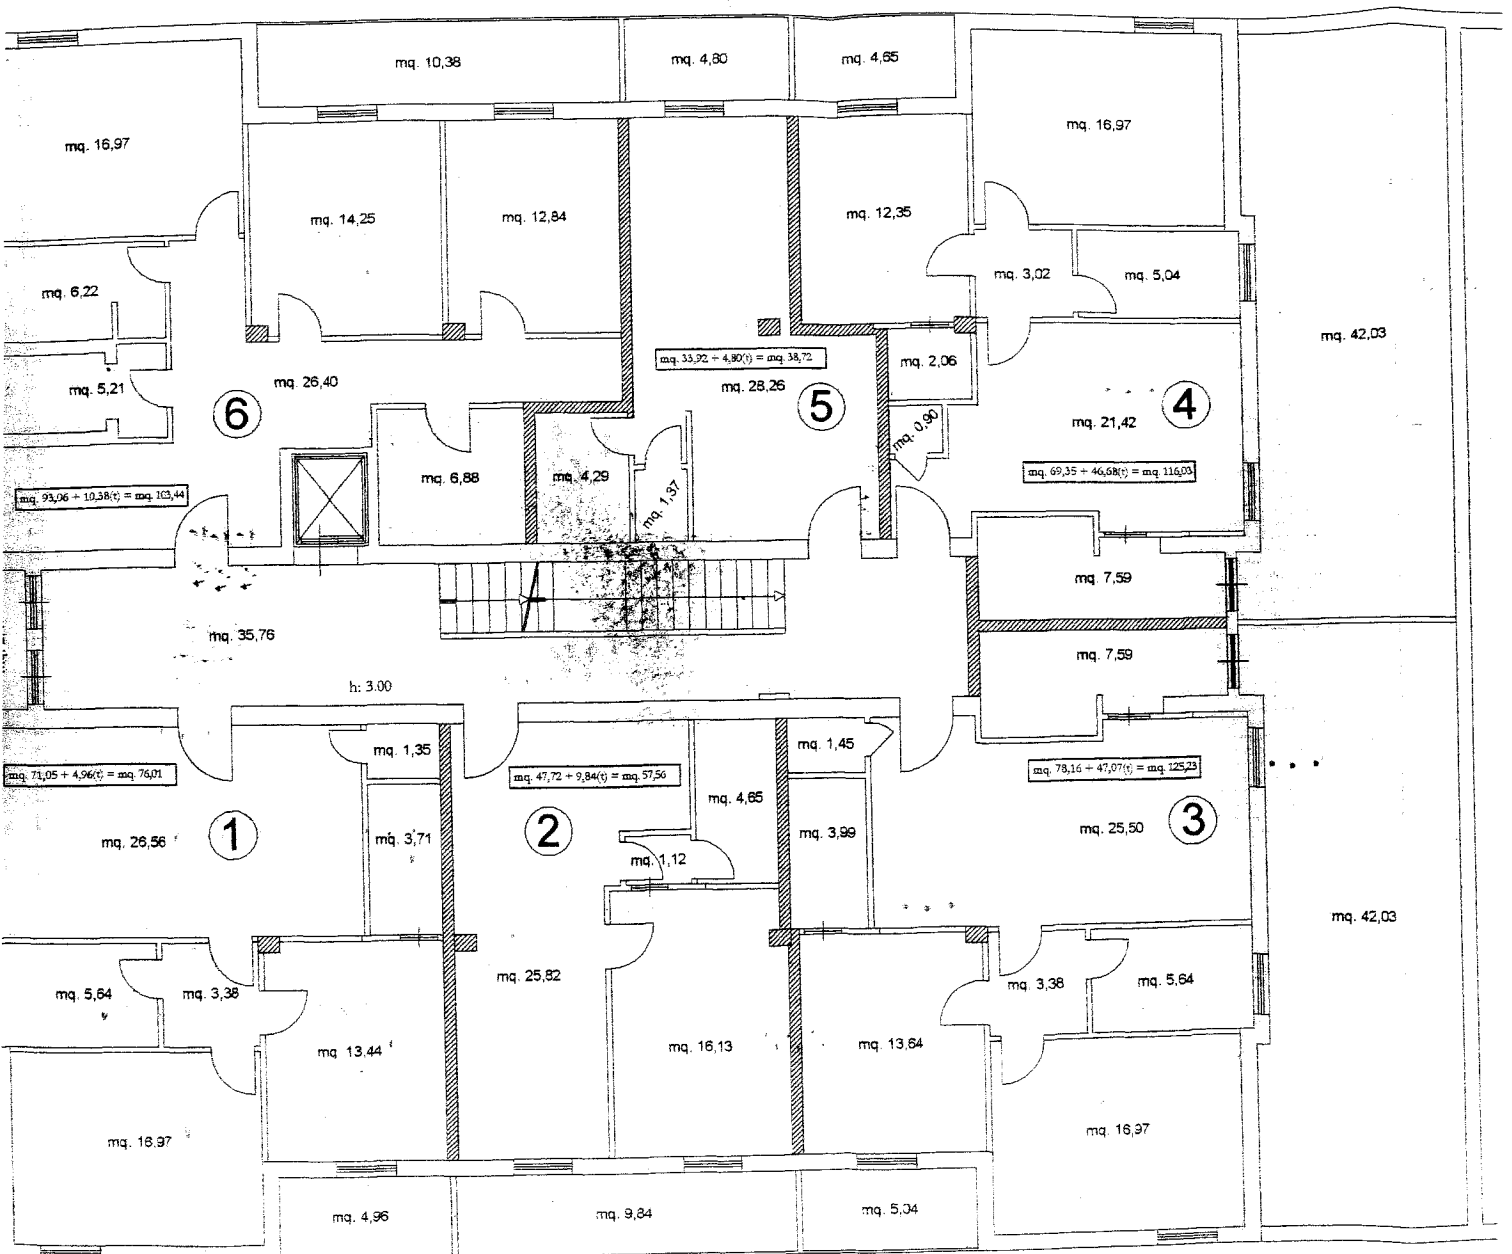 mq. 10,38
mq. 4,80
mq. 4,65
mq. 16,97
mq. 16,97
mq. 14,25
mq. 12,84
mq. 12,35
mq. 3,02
mq. 5,04
mq. 6,22
mq. 42,03
mq. 33,92 + 4,80(t) = mq. 38,72
mq. 2,06
mq. 5,21
mq. 26,40
mq. 28,26
6
5
4
mq. 0,90
mq. 21,42
mq. 69,35 + 46,68(t) = mq. 116,03
mq. 6,88
mq. 4,29
mq. 1,37
mq. 93,06 + 10,38(t) = mq. 103,44
mq. 7,59
mq. 35,76
mq. 7,59
h: 3.00
mq. 1,35
mq. 1,45
mq. 71,05 + 4,96(t) = mq. 76,01
mq. 47,72 + 9,84(t) = mq. 57,56
mq. 78,16 + 47,07(t) = mq. 125,23
mq. 4,65
1
2
3
mq. 26,56
mq. 3,71
mq. 1,12
mq. 3,99
mq. 25,50
mq. 42,03
mq. 25,82
mq. 5,64
mq. 3,38
mq. 3,38
mq. 5,64
mq. 13,44
mq. 16,13
mq. 13,64
mq. 16,97
mq. 16,97
mq. 4,96
mq. 9,84
mq. 5,04